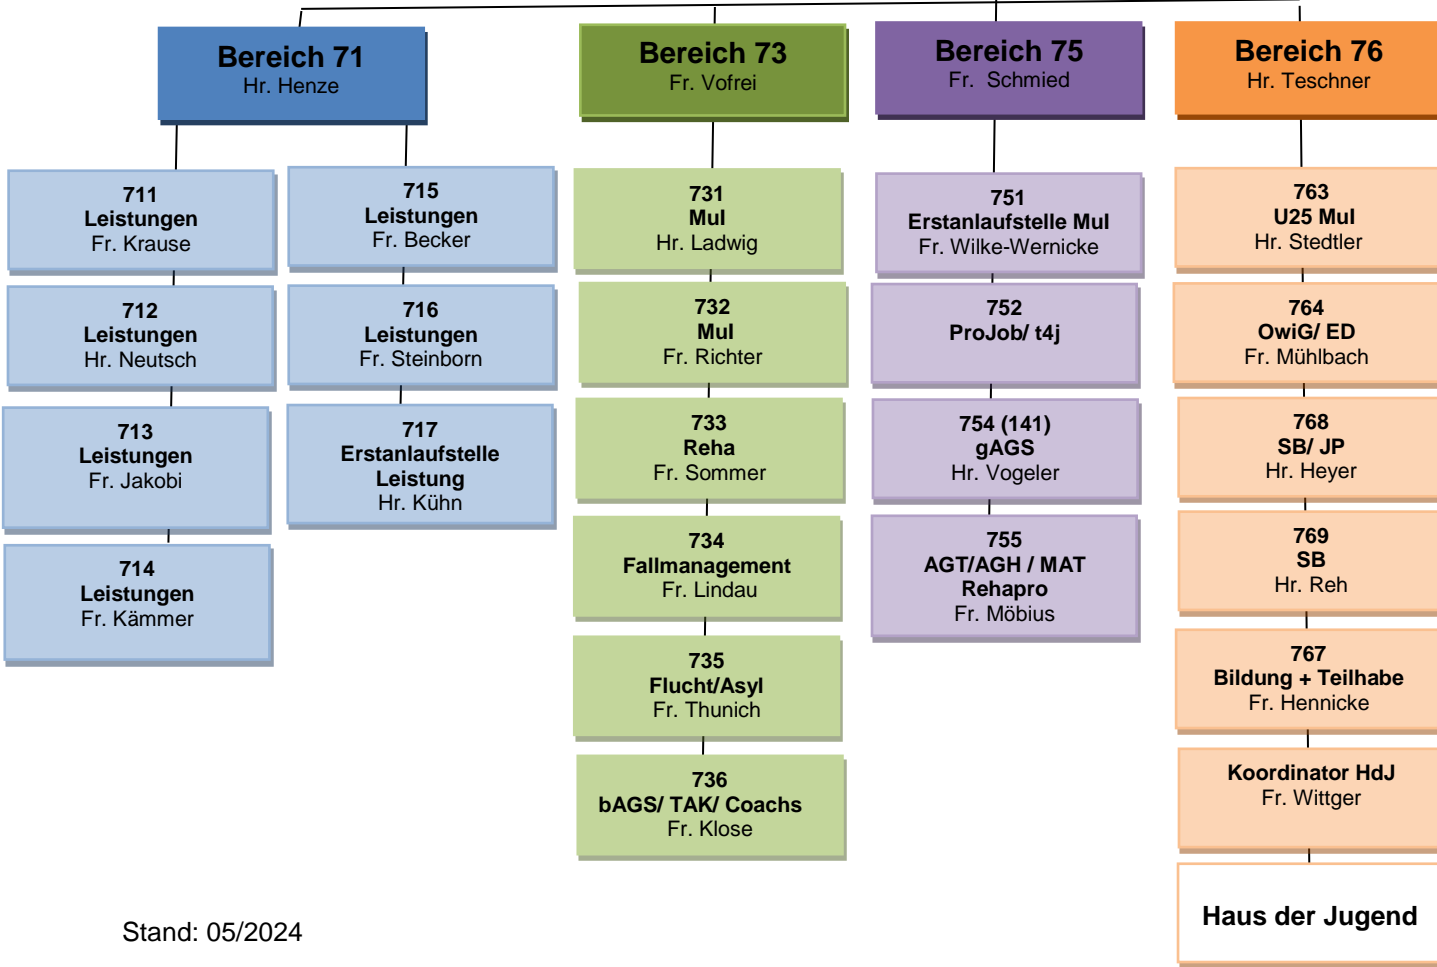 Bereich 71
Hr. Henze
711
Leistungen
Fr. Krause
712
Leistungen
Hr. Neutsch
713
Leistungen
Fr. Jakobi
714
Leistungen
Fr. Kämmer
715
Leistungen
Fr. Becker
716
Leistungen
Fr. Steinborn
717
Erstanlaufstelle
Leistung
Hr. Kühn
Bereich 73
Fr. Vofrei
731
MuI
Hr. Ladwig
732
MuI
Fr. Richter
733
Reha
Fr. Sommer
734
Fallmanagement
Fr. Lindau
735
Flucht/Asyl
Fr. Thunich
736
bAGS/ TAK/ Coachs
Fr. Klose
Bereich 75
Fr. Schmied
751
Erstanlaufstelle MuI
Fr. Wilke-Wernicke
752
ProJob/ t4j
754 (141)
gAGS
Hr. Vogeler
755
AGT/AGH / MAT
Rehapro
Fr. Möbius
Bereich 76
Hr. Teschner
763
U25 MuI
Hr. Stedtler
764
OwiG/ ED
Fr. Mühlbach
768
SB/ JP
Hr. Heyer
769
SB
Hr. Reh
767
Bildung + Teilhabe
Fr. Hennicke
Koordinator HdJ
Fr. Wittger
Haus der Jugend
Stand: 05/2024